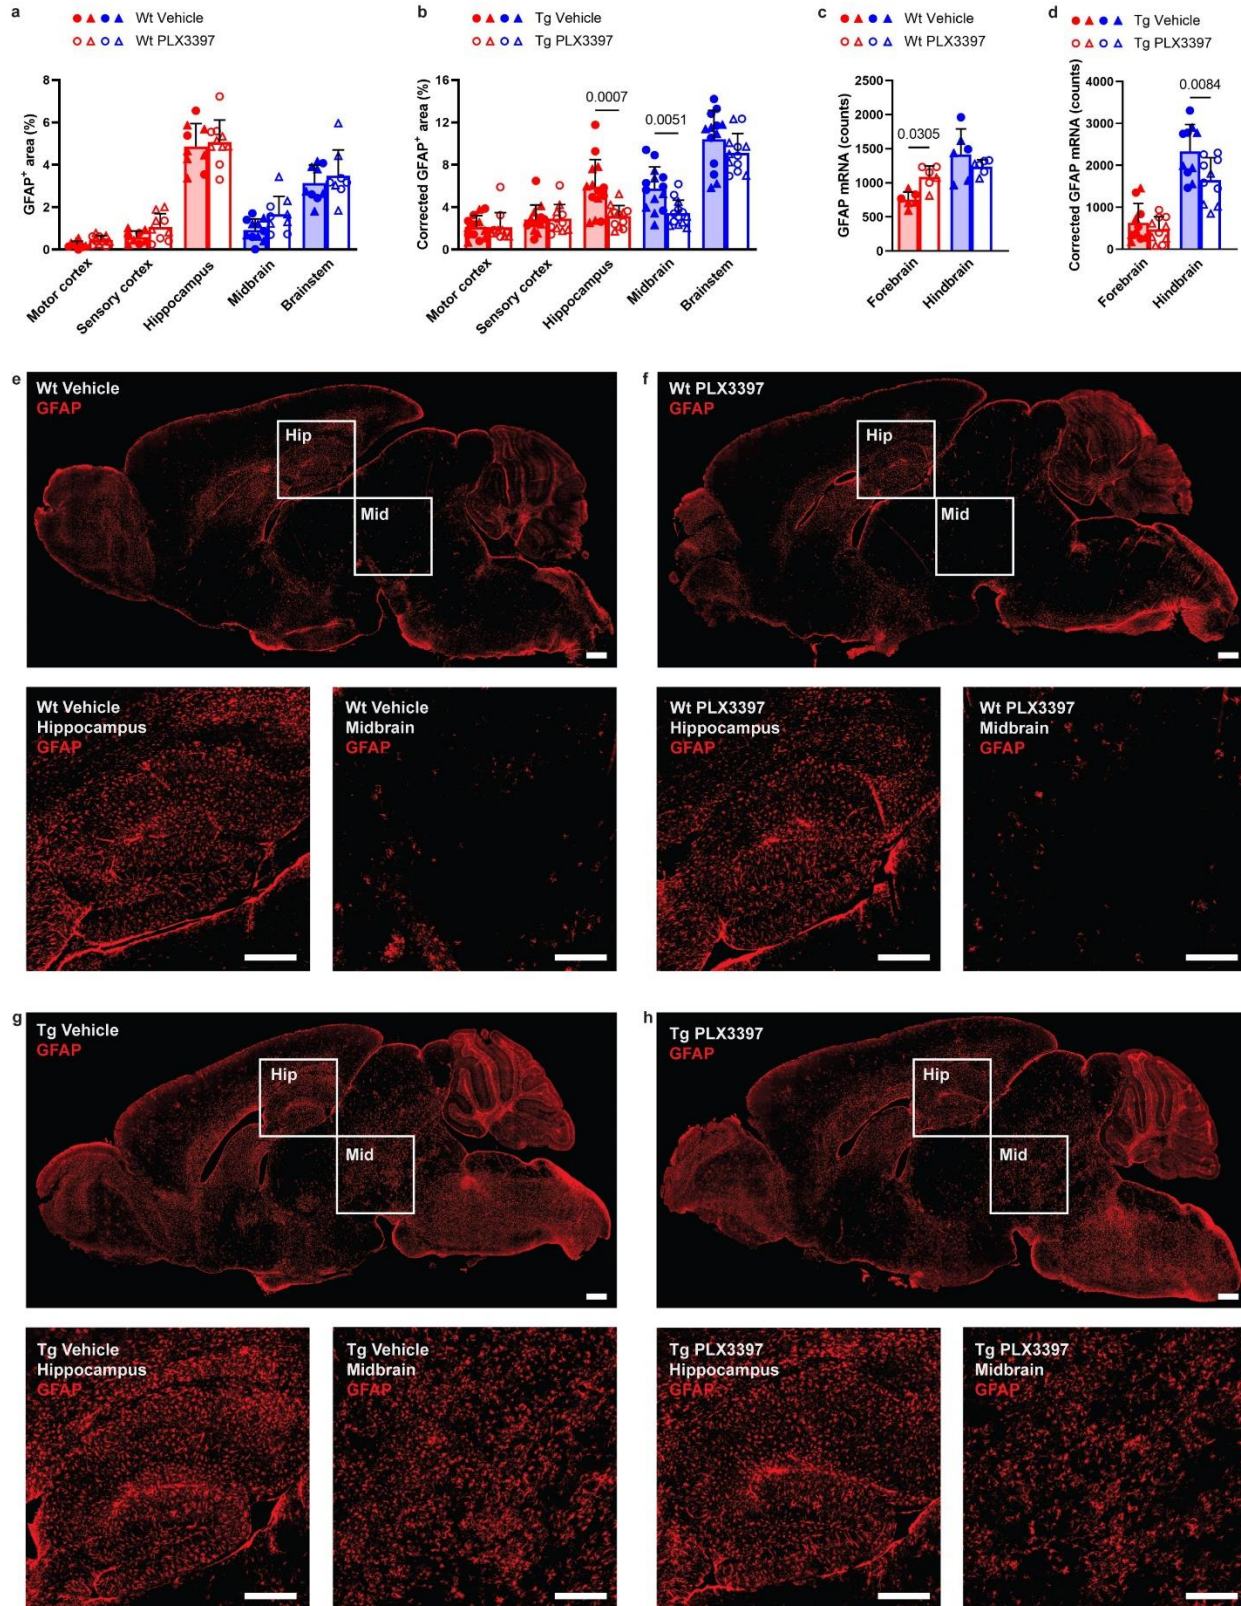 a
Wt Vehicle
Wt PLX3397
GFAP⁺ area (%)
8
6
4
2
0
Motor cortex
Sensory cortex
Hippocampus
Midbrain
Brainstem
b
Tg Vehicle
Tg PLX3397
Corrected GFAP⁺ area (%)
16
14
12
10
8
6
4
2
0
0.0007
0.0051
Motor cortex
Sensory cortex
Hippocampus
Midbrain
Brainstem
c
Wt Vehicle
Wt PLX3397
GFAP mRNA (counts)
2500
2000
1500
1000
500
0
0.0305
Forebrain
Hindbrain
d
Tg Vehicle
Tg PLX3397
Corrected GFAP mRNA (counts)
4000
3000
2000
1000
0
0.0084
Forebrain
Hindbrain
e
Wt Vehicle
GFAP
Hip
Mid
f
Wt PLX3397
GFAP
Hip
Mid
Wt Vehicle
Hippocampus
GFAP
Wt Vehicle
Midbrain
GFAP
Wt PLX3397
Hippocampus
GFAP
Wt PLX3397
Midbrain
GFAP
g
Tg Vehicle
GFAP
Hip
Mid
h
Tg PLX3397
GFAP
Hip
Mid
Tg Vehicle
Hippocampus
GFAP
Tg Vehicle
Midbrain
GFAP
Tg PLX3397
Hippocampus
GFAP
Tg PLX3397
Midbrain
GFAP